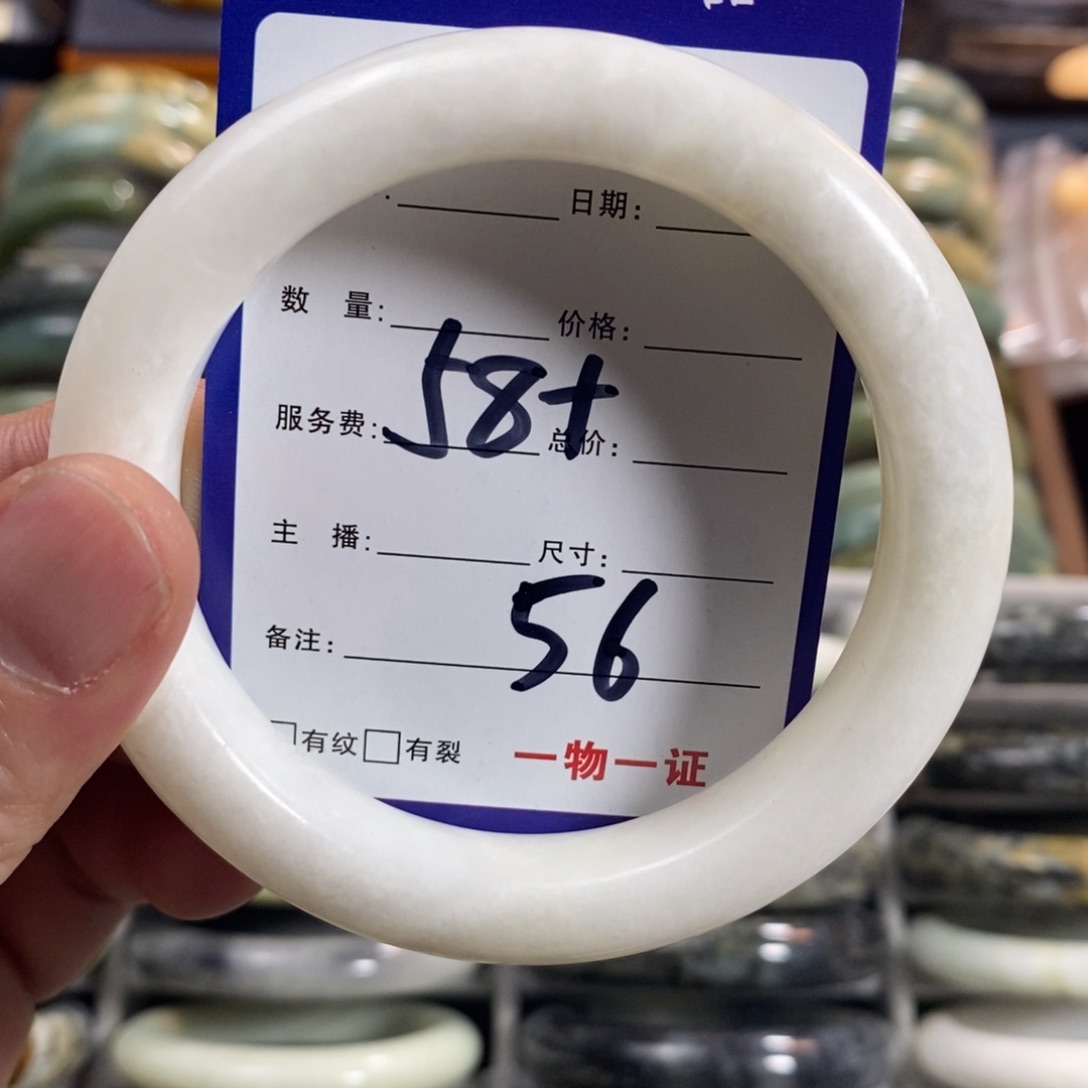 日期:
数 量: 价格:
58+
服务费: 总价:
主 播: 尺寸:
56
备注:
有纹 有裂 一物一证